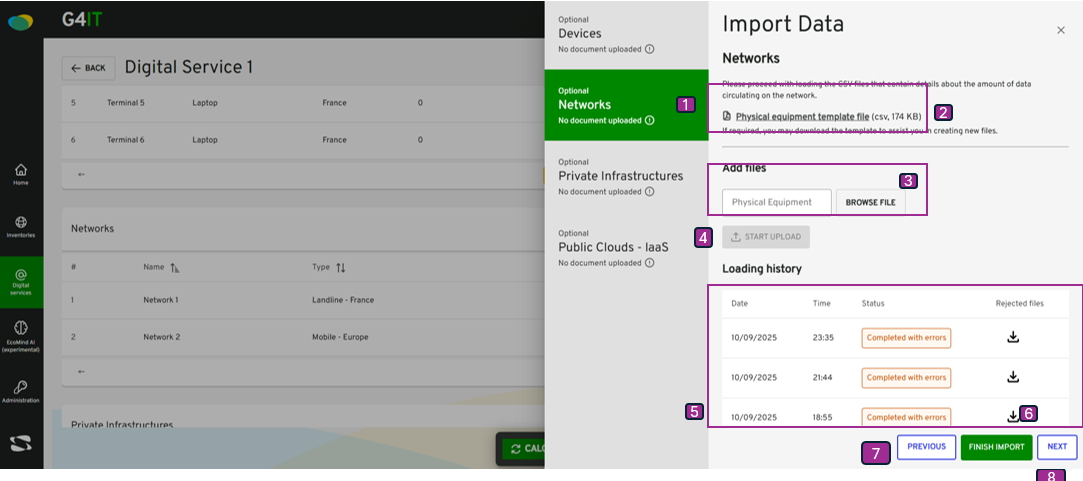 G4IT
BACK
Digital Service 1
5 Terminal 5 Laptop France 0
6 Terminal 6 Laptop France 0
Home
Inventories
Digital
services
EcoMind AI
(experimental)
Administration
Networks
# Name Type
1 Network 1 Landline - France
2 Network 2 Mobile - Europe
Private Infrastructures
Optional
Devices
No document uploaded
Optional
Networks
No document uploaded
1
Optional
Private Infrastructures
No document uploaded
Optional
Public Clouds - IaaS
No document uploaded
Import Data
Networks
Please proceed with loading the CSV files that contain details about the amount of data
circulating on the network.
Physical equipment template file (csv, 174 KB)
2
If required, you may download the template to assist you in creating new files.
Add files
3
Physical Equipment BROWSE FILE
4
START UPLOAD
Loading history
Date Time Status Rejected files
10/09/2025 23:35 Completed with errors
10/09/2025 21:44 Completed with errors
10/09/2025 18:55 Completed with errors
5
6
7
PREVIOUS FINISH IMPORT NEXT
8